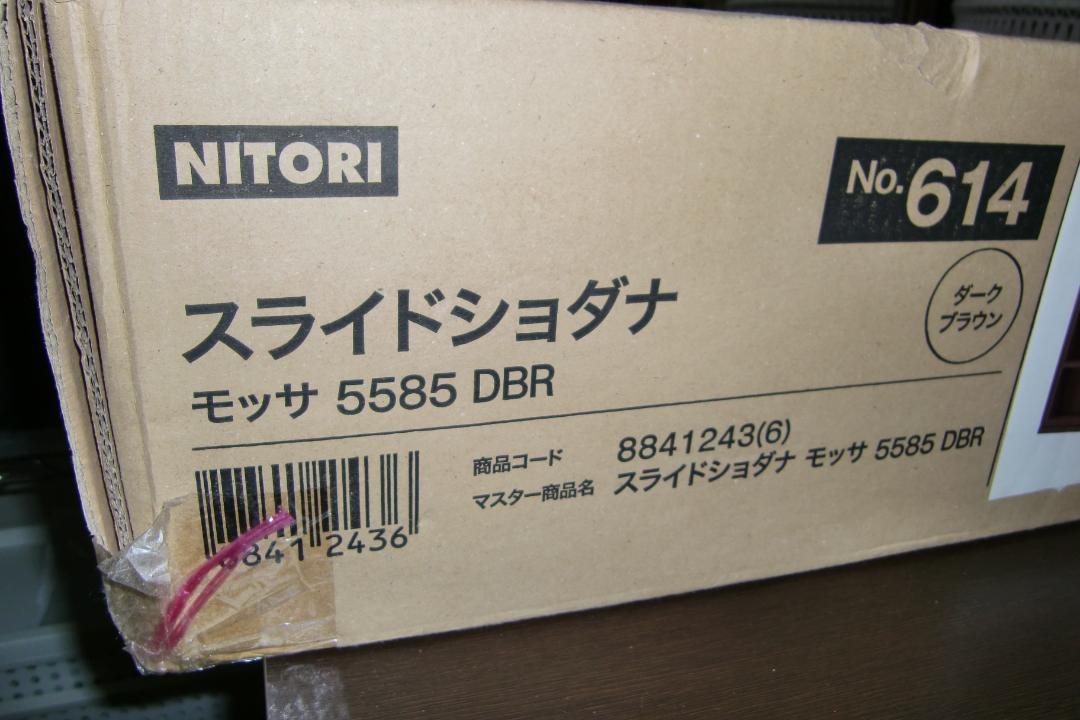 NITORI
No.614
スライドショダナ
ダーク
ブラウン
モッサ 5585 DBR
商品コード 8841243(6)
マスター商品名 スライドショダナ モッサ 5585 DBR
8841 2436